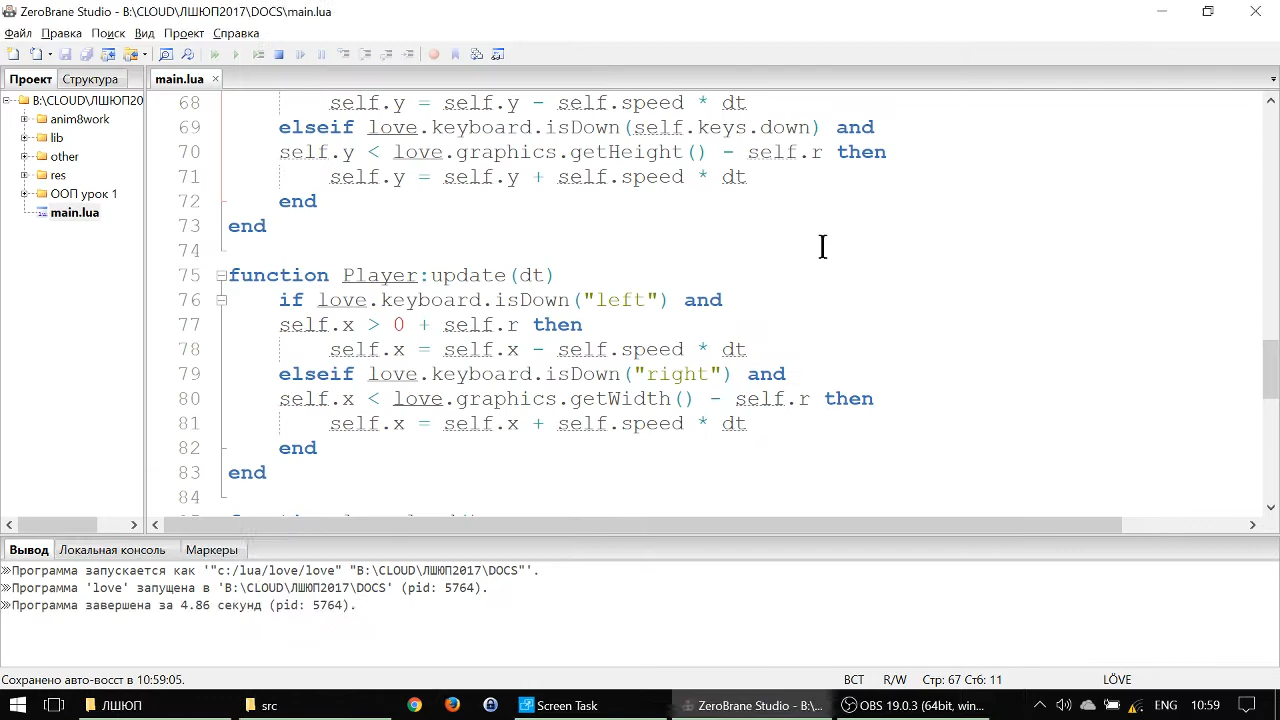 ZeroBrane Studio - B:\CLOUD\ЛШЮП2017\DOCS\main.lua
Файл Правка Поиск Вид Проект Справка
Проект Структура
main.lua
B:\CLOUD\ЛШЮП20
anim8work
lib
other
res
ООП урок 1
main.lua
68 self.y = self.y - self.speed * dt
69 elseif love.keyboard.isDown(self.keys.down) and
70 self.y < love.graphics.getHeight() - self.r then
71 self.y = self.y + self.speed * dt
72 end
73 end
74
75 function Player:update(dt)
76 if love.keyboard.isDown("left") and
77 self.x > 0 + self.r then
78 self.x = self.x - self.speed * dt
79 elseif love.keyboard.isDown("right") and
80 self.x < love.graphics.getWidth() - self.r then
81 self.x = self.x + self.speed * dt
82 end
83 end
84
Вывод Локальная консоль Маркеры
Программа запускается как '"c:/lua/love/love" "B:\CLOUD\ЛШЮП2017\DOCS"'.
Программа 'love' запущена в 'B:\CLOUD\ЛШЮП2017\DOCS' (pid: 5764).
Программа завершена за 4.86 секунд (pid: 5764).
Сохранено авто-восст в 10:59:05. ВСТ R/W Стр: 67 Стб: 11 LÖVE
ЛШЮП src Screen Task ZeroBrane Studio - B:\... OBS 19.0.3 (64bit, win... ENG 10:59